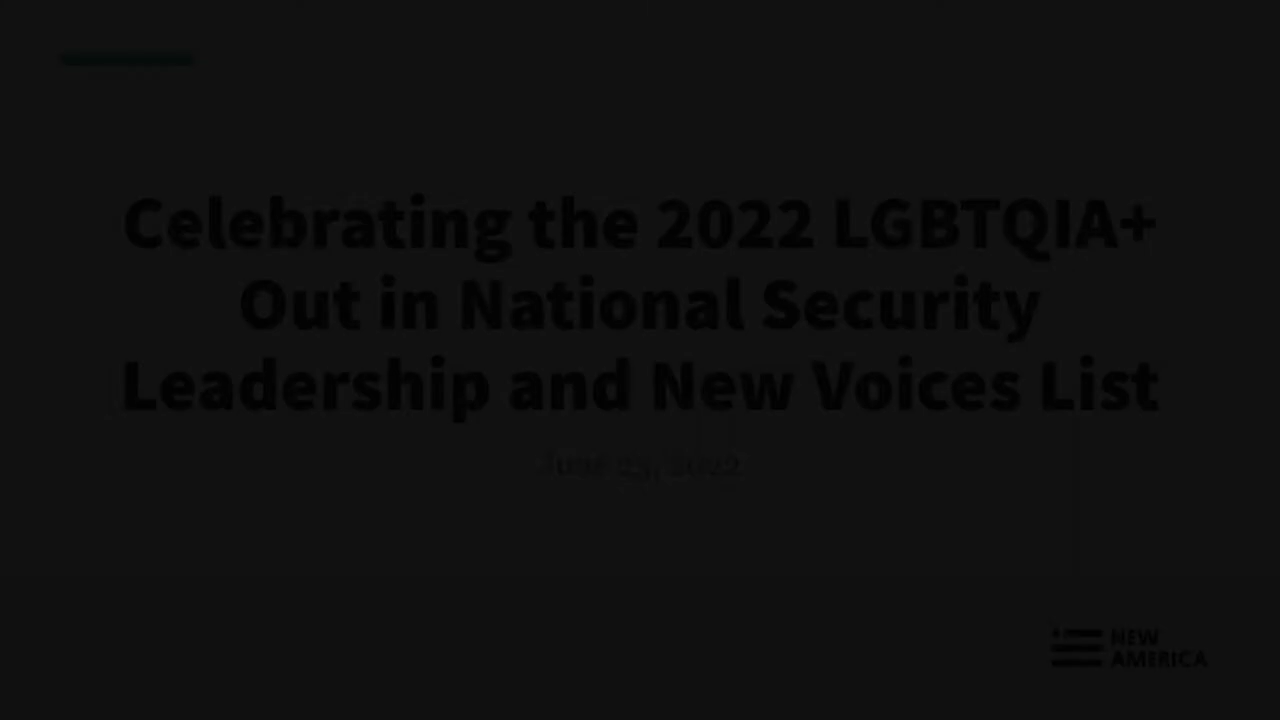 Celebrating the 2022 LGBTQIA+
Out in National Security
Leadership and New Voices List
June 23, 2022
NEW
AMERICA